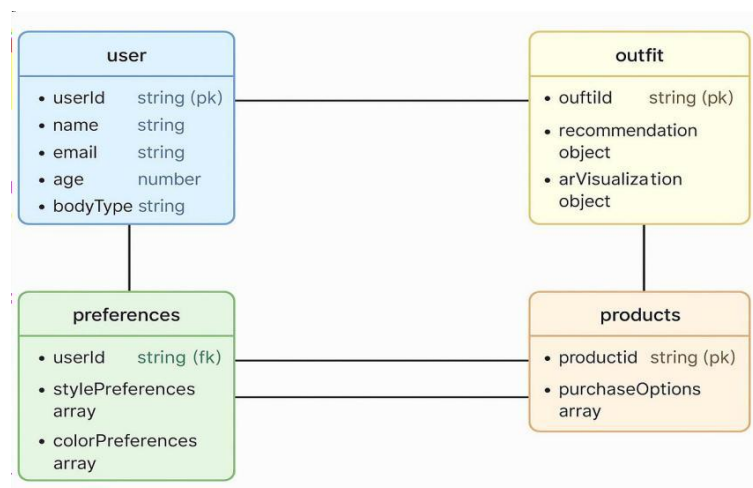 user
• userId string (pk)
• name string
• email string
• age number
• bodyType string
outfit
• ouftiId string (pk)
• recommendation
object
• arVisualization
object
preferences
• userId string (fk)
• stylePreferences
array
• colorPreferences
array
products
• productid string (pk)
• purchaseOptions
array